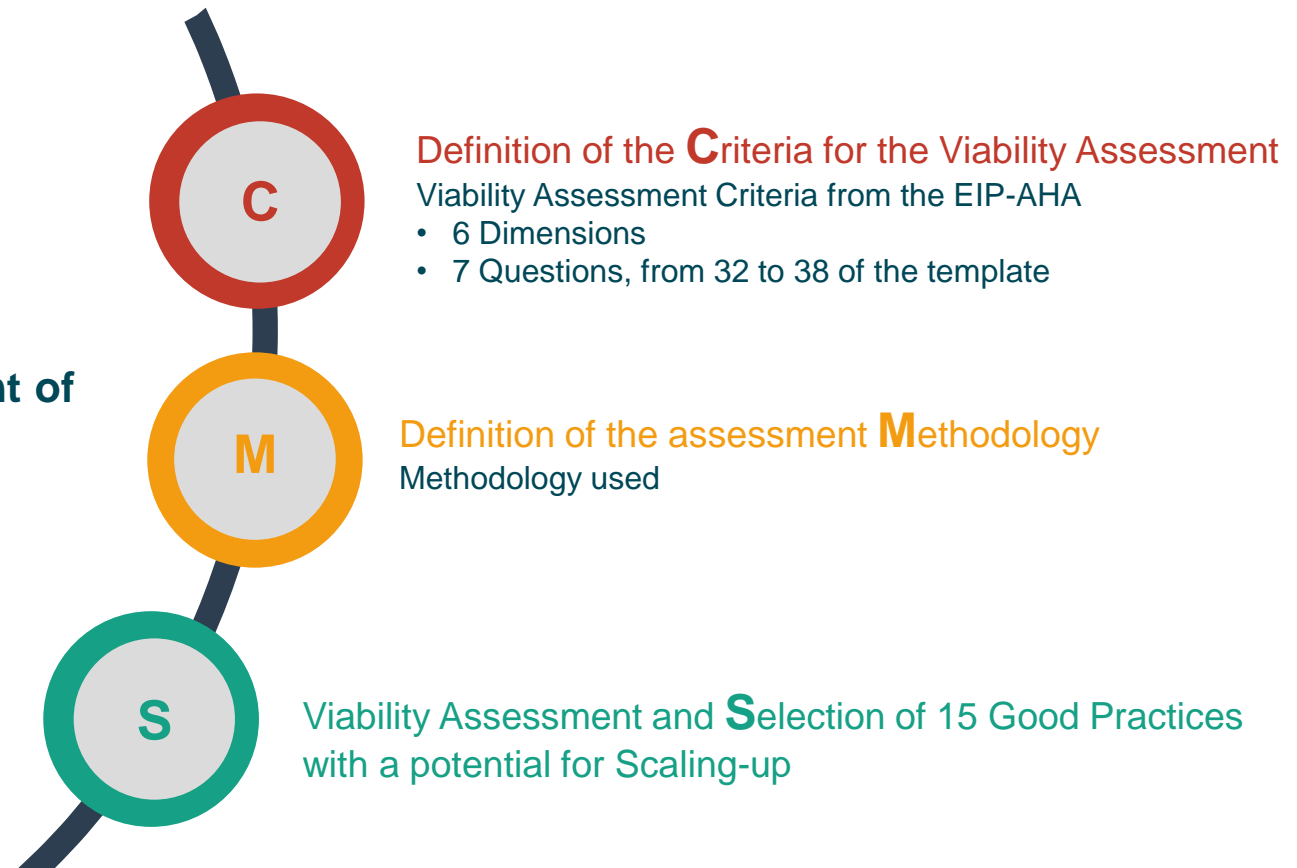 C
Definition of the Criteria for the Viability Assessment
Viability Assessment Criteria from the EIP-AHA
• 6 Dimensions
• 7 Questions, from 32 to 38 of the template
t of
M
Definition of the assessment Methodology
Methodology used
S
Viability Assessment and Selection of 15 Good Practices
with a potential for Scaling-up